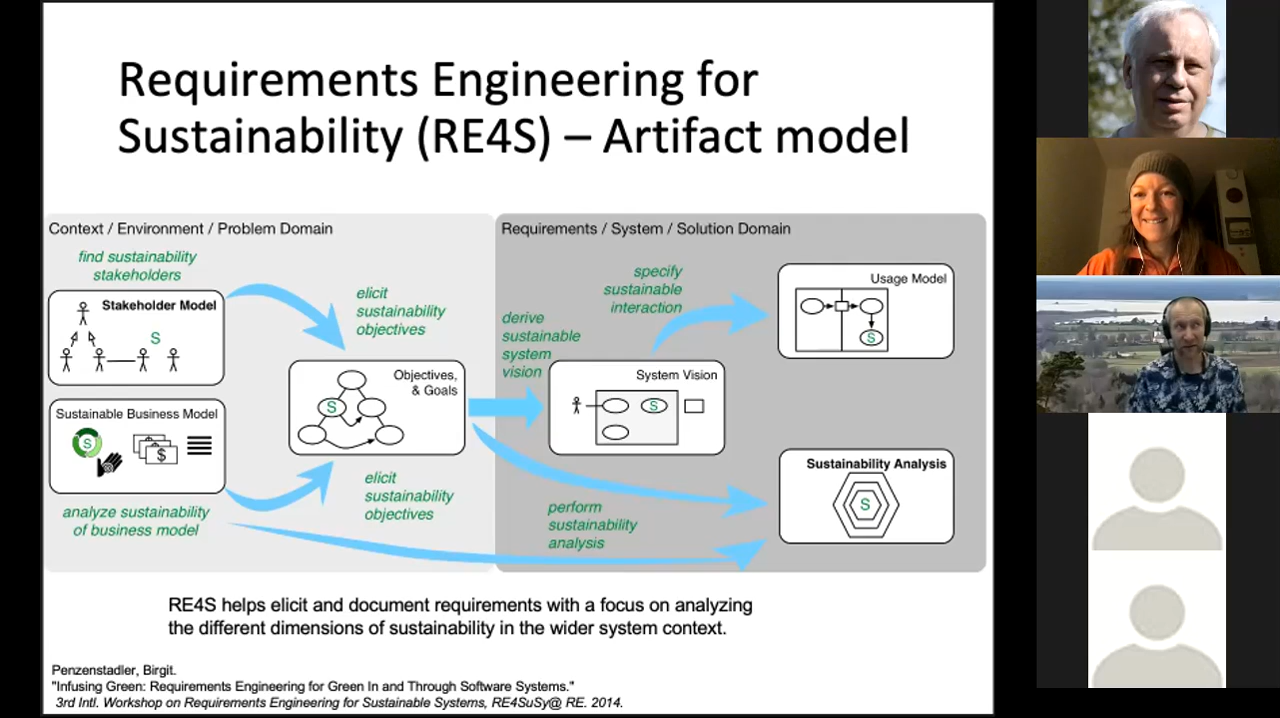 Requirements Engineering for
Sustainability (RE4S) – Artifact model
Context / Environment / Problem Domain
find sustainability
stakeholders
Stakeholder Model
S
elicit
sustainability
objectives
Sustainable Business Model
S
$
analyze sustainability
of business model
Objectives,
& Goals
S
elicit
sustainability
objectives
Requirements / System / Solution Domain
derive
sustainable
system
vision
specify
sustainable
interaction
System Vision
S
Usage Model
S
perform
sustainability
analysis
Sustainability Analysis
S
RE4S helps elicit and document requirements with a focus on analyzing
the different dimensions of sustainability in the wider system context.
Penzenstadler, Birgit.
"Infusing Green: Requirements Engineering for Green In and Through Software Systems."
3rd Intl. Workshop on Requirements Engineering for Sustainable Systems, RE4SuSy@ RE. 2014.